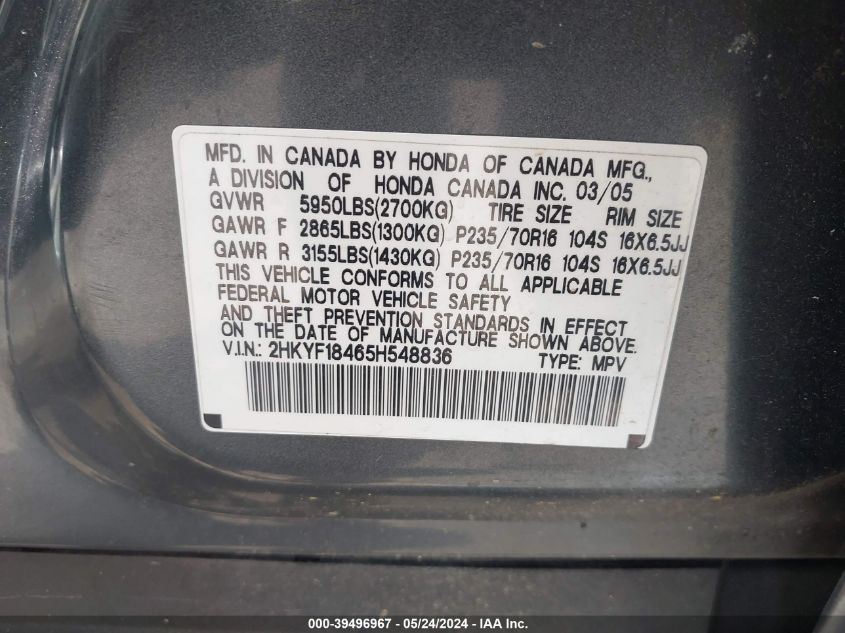 MFD. IN CANADA BY HONDA OF CANADA MFG.,
A DIVISION OF HONDA CANADA INC. 03/05
GVWR 5950LBS(2700KG) TIRE SIZE RIM SIZE
GAWR F 2865LBS(1300KG) P235/70R16 104S 16X6.5JJ
GAWR R 3155LBS(1430KG) P235/70R16 104S 16X6.5JJ
THIS VEHICLE CONFORMS TO ALL APPLICABLE
FEDERAL MOTOR VEHICLE SAFETY
AND THEFT PREVENTION STANDARDS IN EFFECT
ON THE DATE OF MANUFACTURE SHOWN ABOVE.
V.I.N.: 2HKYF18465H548836 TYPE: MPV
000-39496967 / 05/24/2024 - IAA Inc.